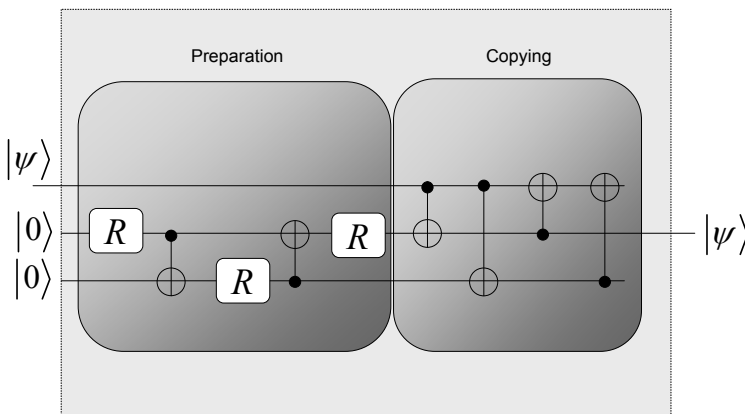 Preparation Copying
|ψ⟩
|0⟩ R R |ψ⟩
|0⟩ R